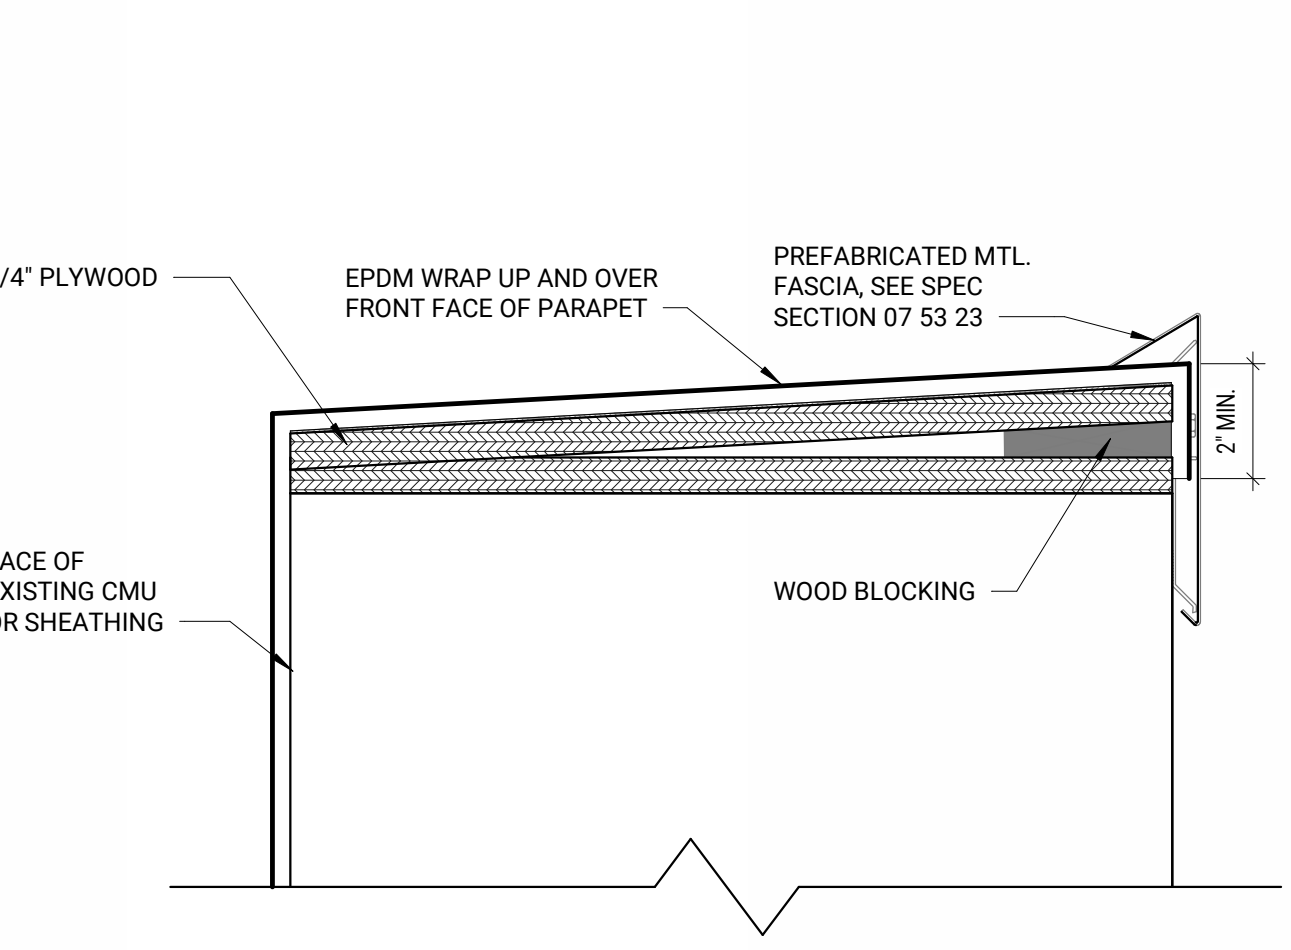 /4" PLYWOOD
EPDM WRAP UP AND OVER
FRONT FACE OF PARAPET
PREFABRICATED MTL.
FASCIA, SEE SPEC
SECTION 07 53 23
2" MIN.
ACE OF
XISTING CMU
OR SHEATHING
WOOD BLOCKING